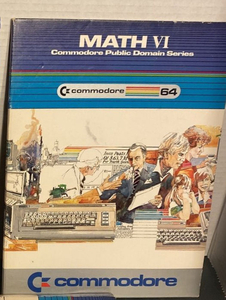 MATH VI
Commodore Public Domain Series
commodore 64
commodore